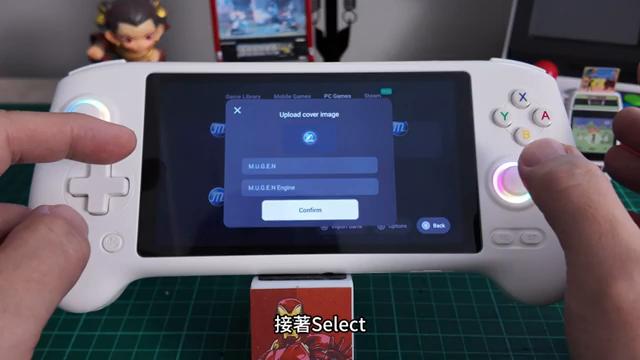 Game Library Mobile Games PC Games Steam
Upload cover image
M.U.G.E.N
M.U.G.E.N Engine
Confirm
Import Game Options Back
X
Y
A
B
接著Select